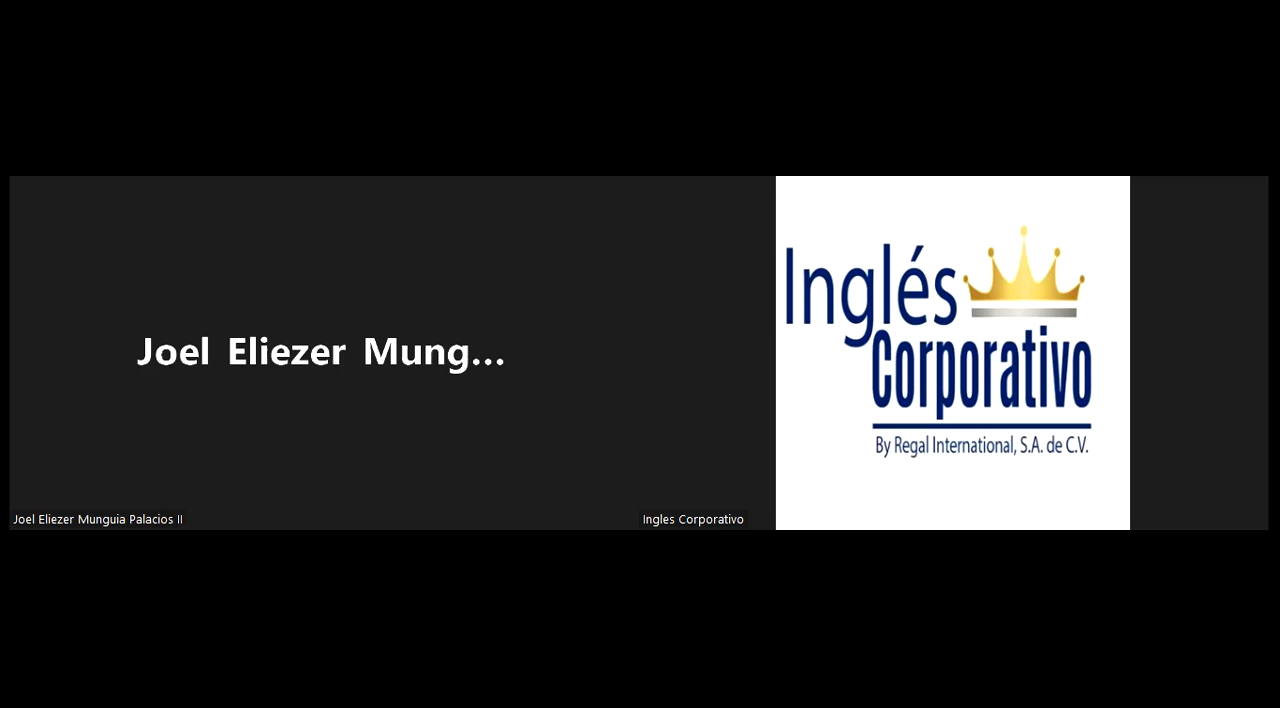 Joel Eliezer Mung...
Joel Eliezer Munguia Palacios II
Inglés
Corporativo
By Regal International, S.A. de C.V.
Ingles Corporativo